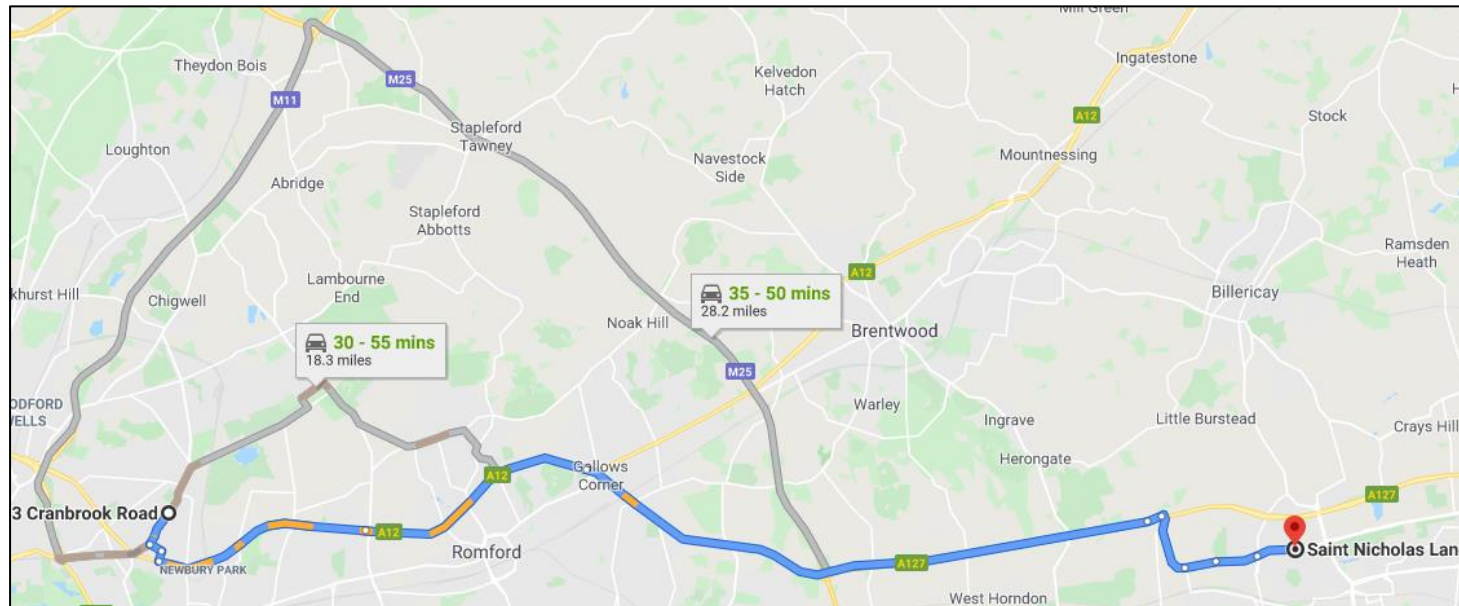 Mill Green
Ingatestone
Theydon Bois
Kelvedon
Hatch
M25
M11
Stock
A12
Stapleford
Tawney
Loughton
Navestock
Side
Mountnessing
Abridge
Stapleford
Abbotts
Ramsden
Heath
Lambourne
End
khurst Hill
Chigwell
A12
35 - 50 mins
28.2 miles
Billericay
Noak Hill
Brentwood
30 - 55 mins
18.3 miles
M25
ODFORD
WELLS
Warley
Ingrave
Little Burstead
Crays Hill
Gallows
Corner
A12
Herongate
A127
3 Cranbrook Road
A12
Romford
Saint Nicholas Lan
NEWBURY PARK
A127
West Horndon